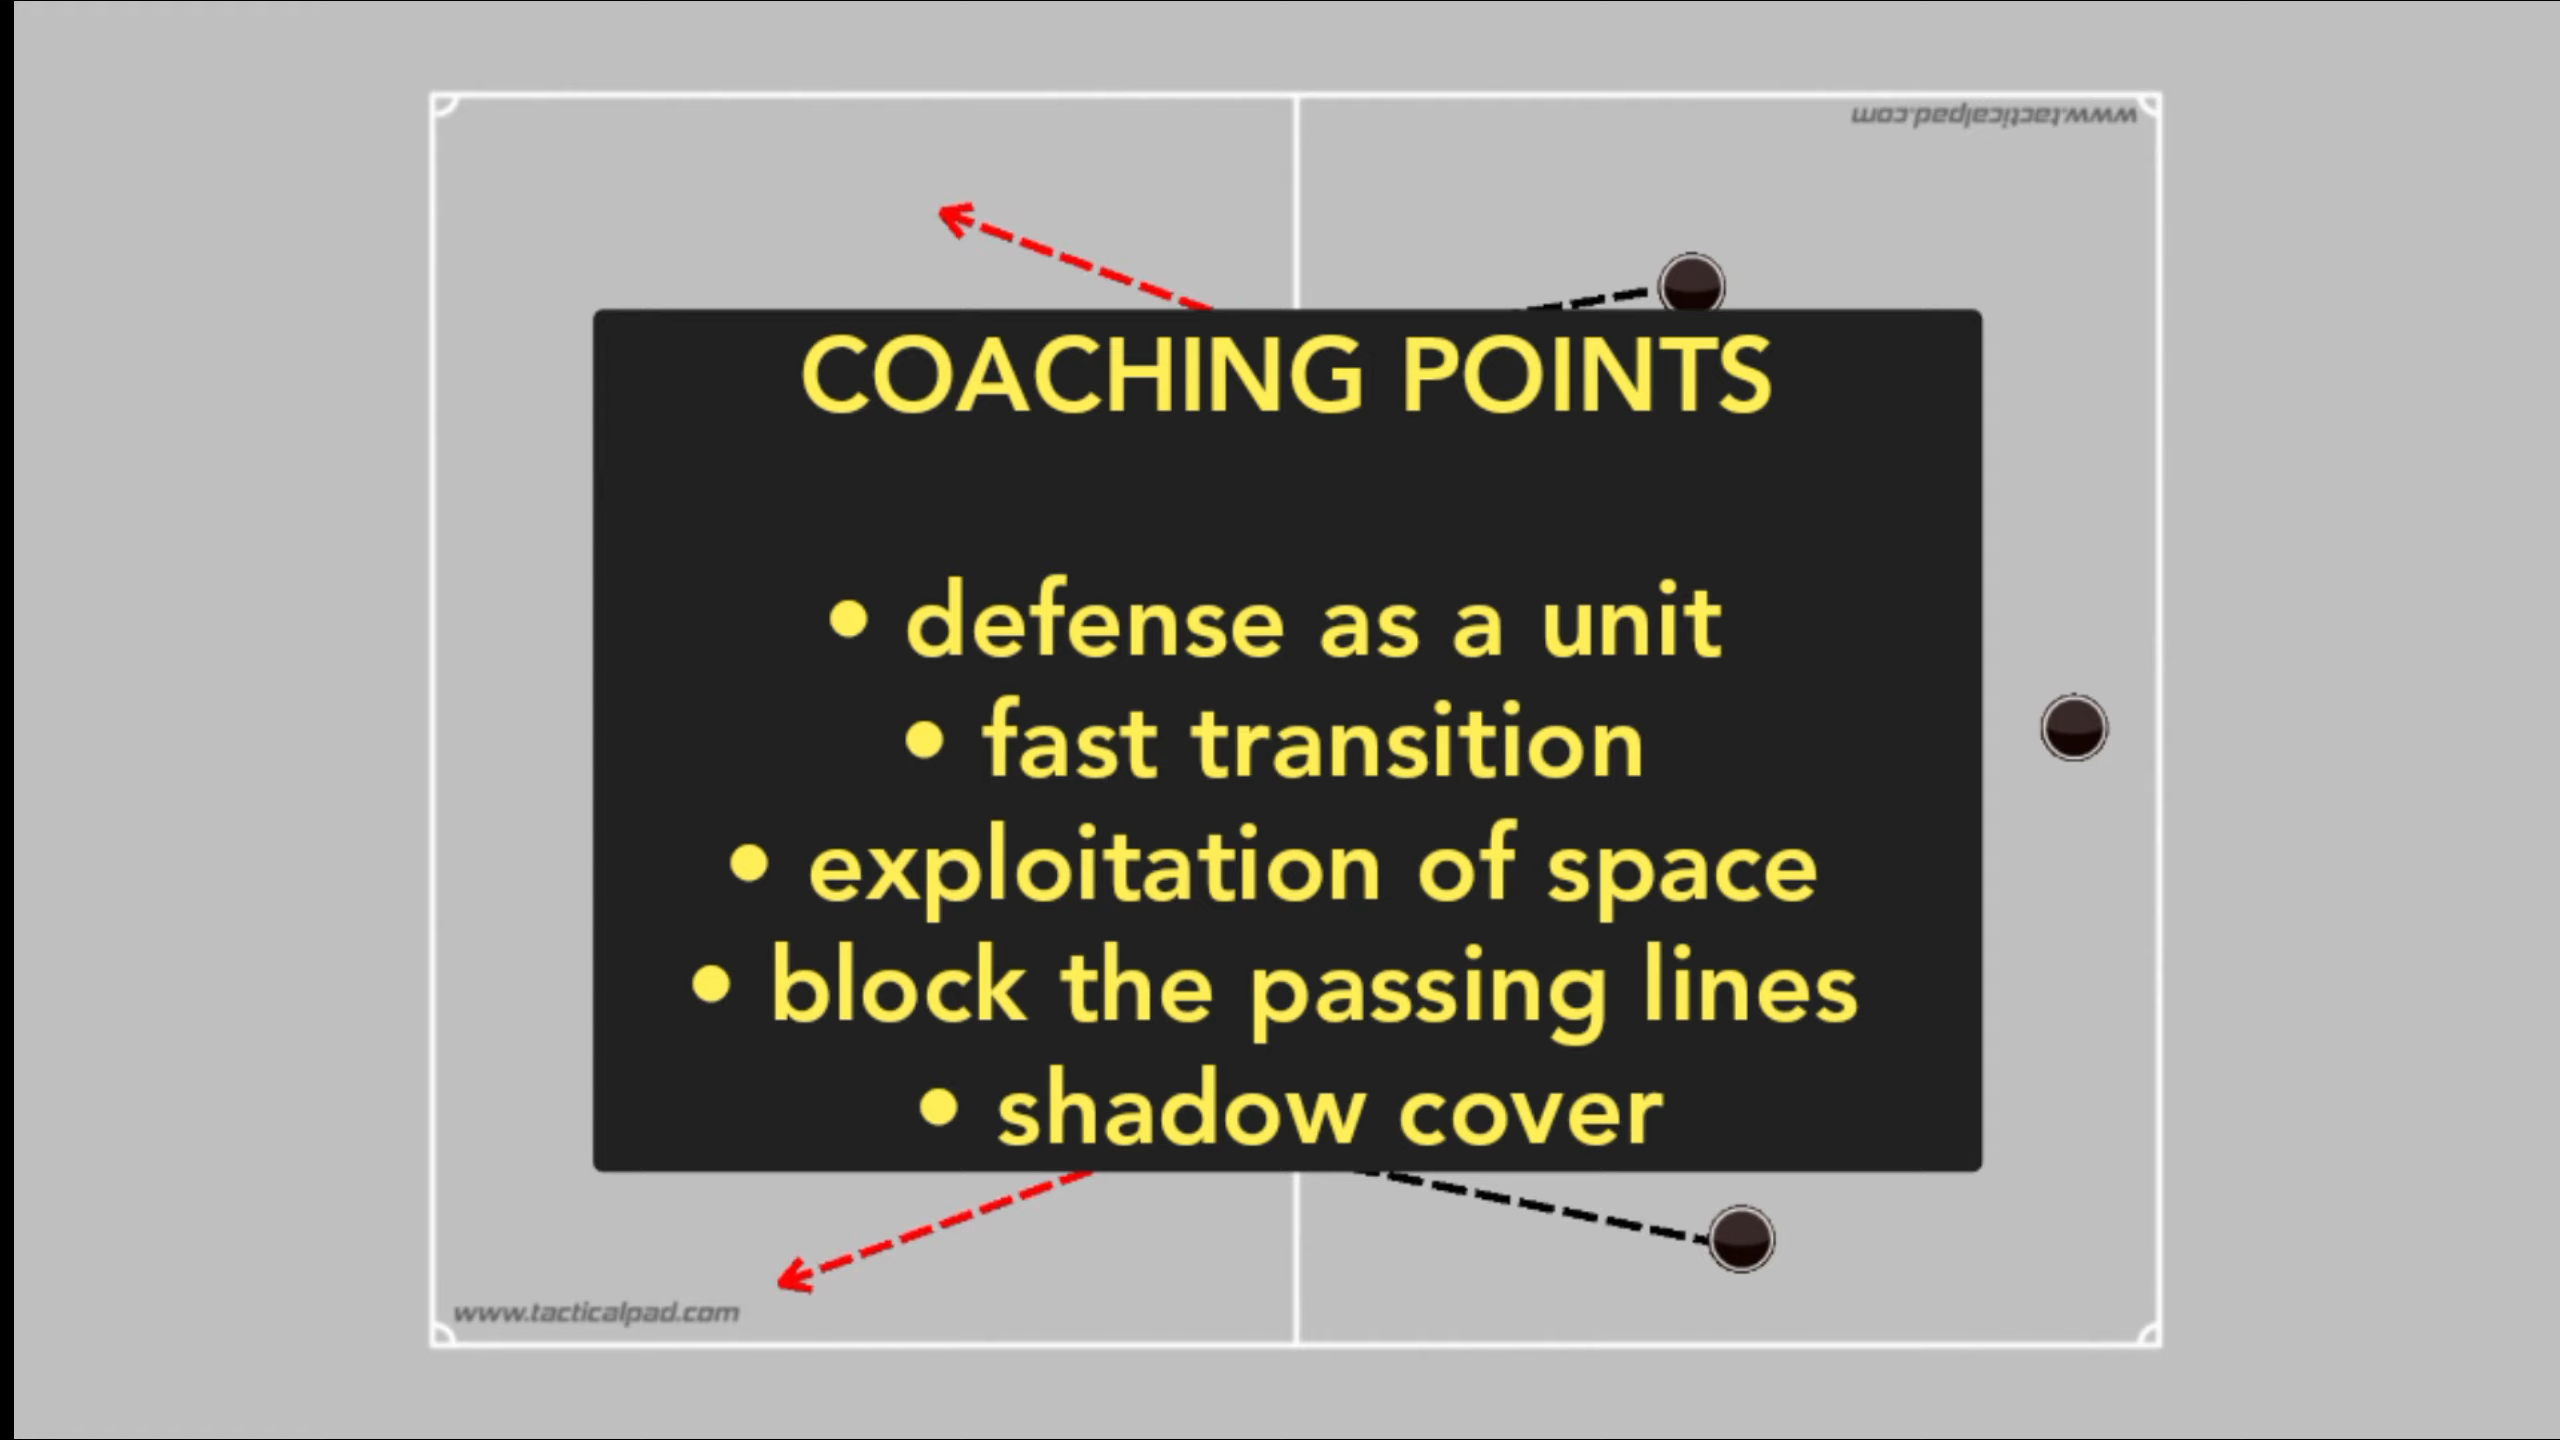 www.tacticalpad.com
COACHING POINTS
• defense as a unit
• fast transition
• exploitation of space
• block the passing lines
• shadow cover
www.tacticalpad.com